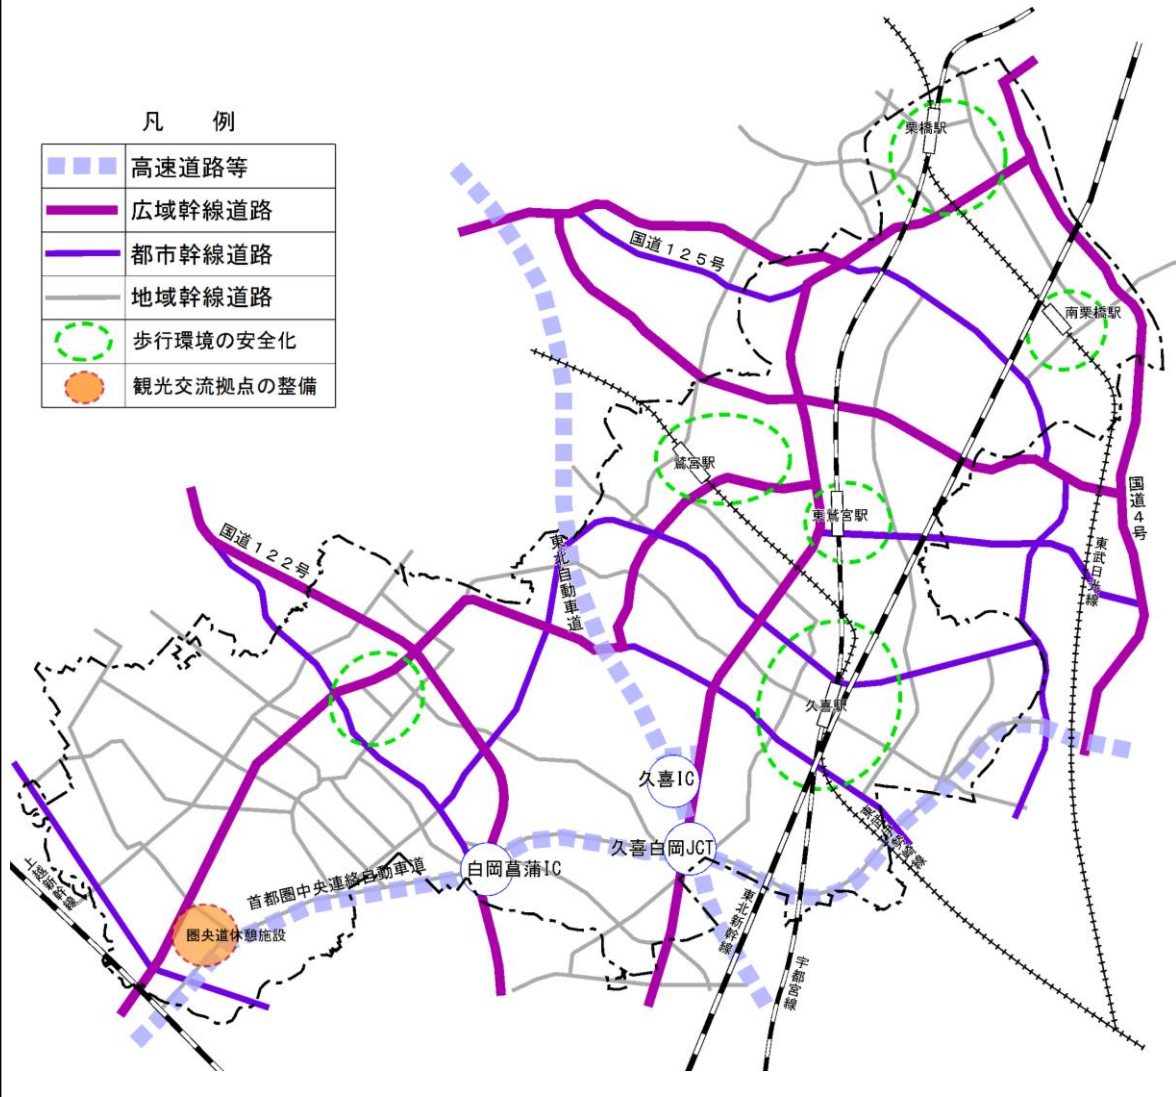 凡 例
高速道路等
広域幹線道路
都市幹線道路
地域幹線道路
歩行環境の安全化
観光交流拠点の整備
栗橋駅
国道125号
南栗橋駅
鷲宮駅
東鷲宮駅
国道4号
国道122号
東北自動車道
東武日光線
久喜駅
久喜IC
久喜白岡JCT
東武伊勢崎線
白岡菖蒲IC
首都圏中央連絡自動車道
上越新幹線
圏央道休憩施設
東北新幹線
宇都宮線